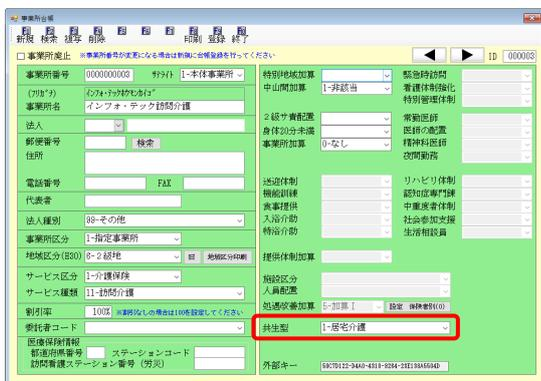 事業所台帳
新規 検索 複写 削除 印刷 登録 終了
事業所廃止 ※事業所番号が変更になる場合は新規に台帳登録を行ってください
ID 000003
事業所番号 0000000003 ｻﾃﾗｲﾄ 1-本体事業所
(フリガナ) ｲﾝﾌｫ･ﾃｯｸﾎｳﾓﾝｶｲｺﾞ
事業所名 インフォ・テック訪問介護
法人
郵便番号 検索
住所
電話番号 FAX
代表者
法人種別 99-その他
事業所区分 1-指定事業所
地域区分(H30) 6-2級地 旧 地域区分印刷
サービス区分 1-介護保険
サービス種類 11-訪問介護
割引率 100% ※割引なしの場合は100を設定してください
委託者コード
医療保険情報
都道府県番号 ステーションコード
訪問看護ステーション番号 (労災)
特別地域加算
中山間加算 1-非該当
2級サ責配置
身体20分未満
事業所加算 0-なし
送迎体制
機能訓練
食事提供
入浴介助
特浴介助
提供体制加算
施設区分
人員配置
処遇改善加算 5-加算Ⅰ 設定 保険者別(O)
共生型 1-居宅介護
外部キー
緊急時訪問
看護体制強化
特別管理体制
常勤医師
医師の配置
精神科医師
夜間勤務
リハビリ体制
認知症専門棟
中重度者体制
社会参加支援
生活相談員